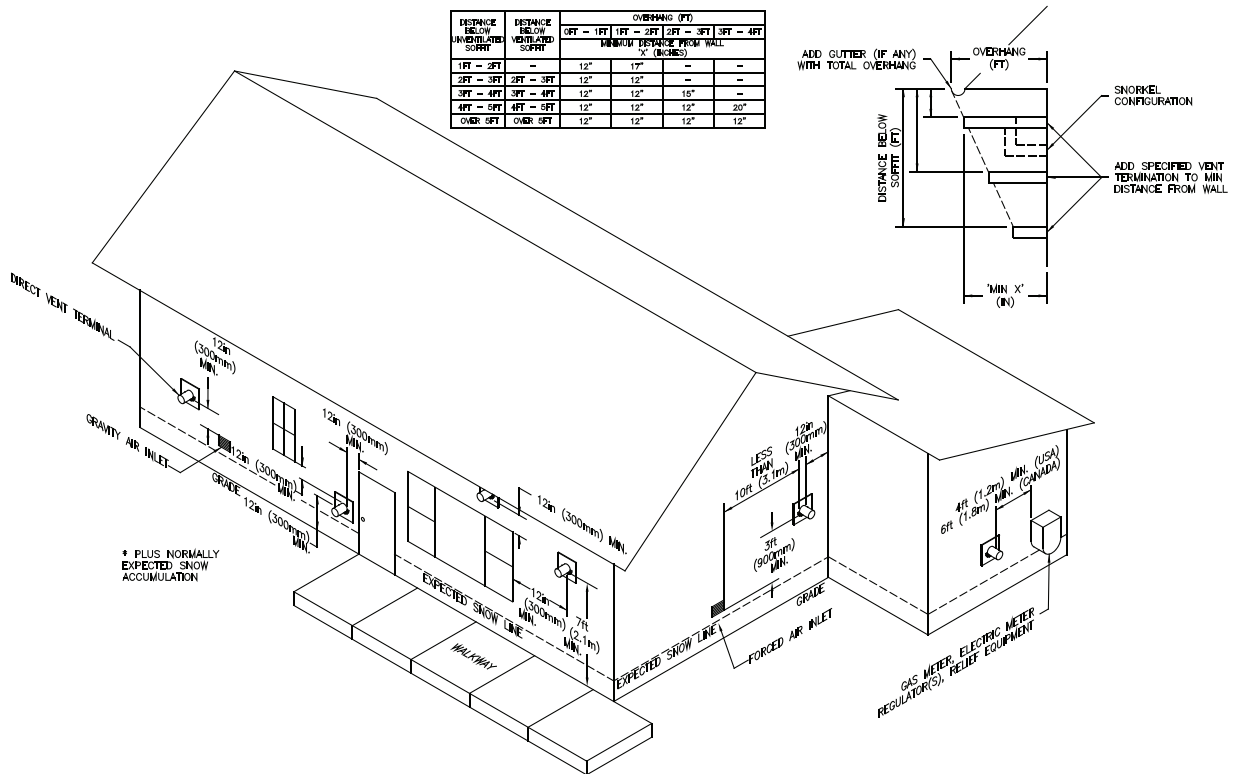 DISTANCE BELOW UNVENTILATED SOFFIT
DISTANCE BELOW VENTILATED SOFFIT
OVERHANG (FT)
0FT - 1FT 1FT - 2FT 2FT - 3FT 3FT - 4FT
MINIMUM DISTANCE FROM WALL
'X' (INCHES)
1FT - 2FT - 12" 17" - -
2FT - 3FT 2FT - 3FT 12" 12" - -
3FT - 4FT 3FT - 4FT 12" 12" 15" -
4FT - 5FT 4FT - 5FT 12" 12" 12" 20"
OVER 5FT OVER 5FT 12" 12" 12" 12"
ADD GUTTER (IF ANY)
WITH TOTAL OVERHANG
OVERHANG
(FT)
SNORKEL
CONFIGURATION
DISTANCE BELOW
SOFFIT (FT)
ADD SPECIFIED VENT
TERMINATION TO MIN
DISTANCE FROM WALL
'MIN X'
(IN)
DIRECT VENT TERMINAL
12in
(300mm)
MIN.
GRAVITY AIR INLET
12in (300mm)
MIN.
12in (300mm)
MIN.
GRADE
12in (300mm)
MIN.
* PLUS NORMALLY
EXPECTED SNOW
ACCUMULATION
12in (300mm)
MIN.
12in
(300mm)
MIN.
7ft
(2.1m)
MIN.
EXPECTED SNOW LINE
WALKWAY
EXPECTED SNOW LINE
LESS
THAN
10ft (3.1m)
12in
(300mm)
MIN.
3ft
(900mm)
MIN.
GRADE
FORCED AIR INLET
4ft (1.2m) MIN. (USA)
6ft (1.8m) MIN. (CANADA)
GAS METER, ELECTRIC METER
REGULATOR(S), RELIEF EQUIPMENT